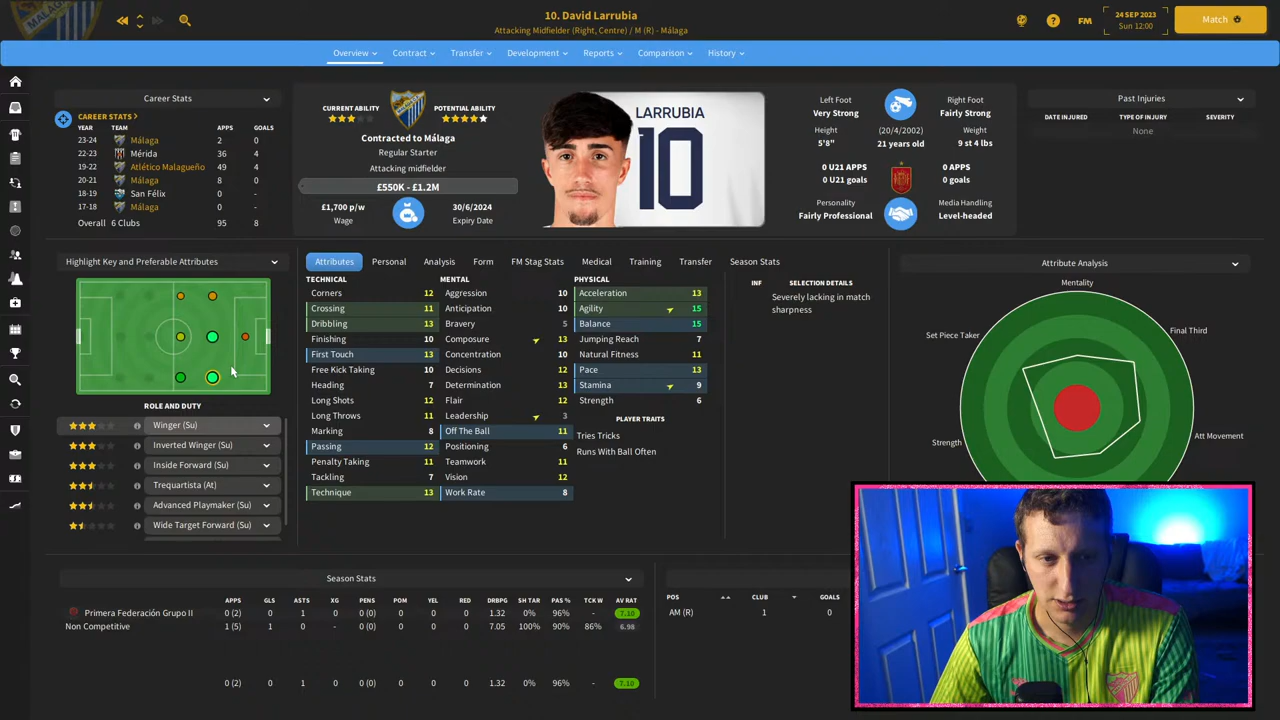 10. David Larrubia
Attacking Midfielder (Right, Centre) / M (R) - Málaga
FM
24 SEP 2023
Sun 12:00
Match
Overview
Contract
Transfer
Development
Reports
Comparison
History
Career Stats
CAREER STATS >
YEAR TEAM APPS GOALS
23-24 Málaga 2 0
22-23 Mérida 36 4
19-22 Atlético Malagueño 49 4
20-21 Málaga 8 0
18-19 San Félix 0 0
17-18 Málaga 0 -
Overall 6 Clubs 95 8
CURRENT ABILITY
POTENTIAL ABILITY
Contracted to Málaga
Regular Starter
Attacking midfielder
£550K - £1.2M
£1,700 p/w
Wage
30/6/2024
Expiry Date
LARRUBIA
10
Left Foot
Very Strong
Right Foot
Fairly Strong
Height
5'8"
(20/4/2002)
21 years old
Weight
9 st 4 lbs
0 U21 APPS
0 U21 goals
0 APPS
0 goals
Personality
Fairly Professional
Media Handling
Level-headed
Past Injuries
DATE INJURED TYPE OF INJURY SEVERITY
None
Highlight Key and Preferable Attributes
ROLE AND DUTY
Winger (Su)
Inverted Winger (Su)
Inside Forward (Su)
Trequartista (At)
Advanced Playmaker (Su)
Wide Target Forward (Su)
Attributes
Personal
Analysis
Form
FM Stag Stats
Medical
Training
Transfer
Season Stats
TECHNICAL
Corners 12
Crossing 11
Dribbling 13
Finishing 10
First Touch 13
Free Kick Taking 10
Heading 7
Long Shots 12
Long Throws 11
Marking 8
Passing 12
Penalty Taking 11
Tackling 7
Technique 13
MENTAL
Aggression 10
Anticipation 10
Bravery 5
Composure 13
Concentration 10
Decisions 12
Determination 13
Flair 12
Leadership 3
Off The Ball 11
Positioning 6
Teamwork 11
Vision 12
Work Rate 8
PHYSICAL
Acceleration 13
Agility 15
Balance 15
Jumping Reach 7
Natural Fitness 11
Pace 13
Stamina 9
Strength 6
PLAYER TRAITS
Tries Tricks
Runs With Ball Often
INF SELECTION DETAILS
Severely lacking in match
sharpness
Attribute Analysis
Mentality
Set Piece Taker
Final Third
Strength
Att Movement
Season Stats
APPS GLS ASTS XG PENS POM YEL RED DRBPG SH TAR PAS % TCK W AV RAT
Primera Federación Grupo II 0 (2) 0 1 0 0 (0) 0 0 0 1.32 0% 96% - 7.10
Non Competitive 1 (5) 1 0 - 0 (0) 0 0 0 7.05 100% 90% 86% 6.98
0 (2) 0 1 - 0 (0) 0 0 0 1.32 0% 96% - 7.10
POS CLUB GOALS
AM (R) 1 0